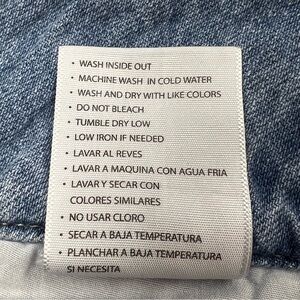 • WASH INSIDE OUT
• MACHINE WASH IN COLD WATER
• WASH AND DRY WITH LIKE COLORS
• DO NOT BLEACH
• TUMBLE DRY LOW
• LOW IRON IF NEEDED
• LAVAR AL REVES
• LAVAR A MAQUINA CON AGUA FRIA
• LAVAR Y SECAR CON
COLORES SIMILARES
• NO USAR CLORO
• SECAR A BAJA TEMPERATURA
• PLANCHAR A BAJA TEMPERATURA
SI NECESITA